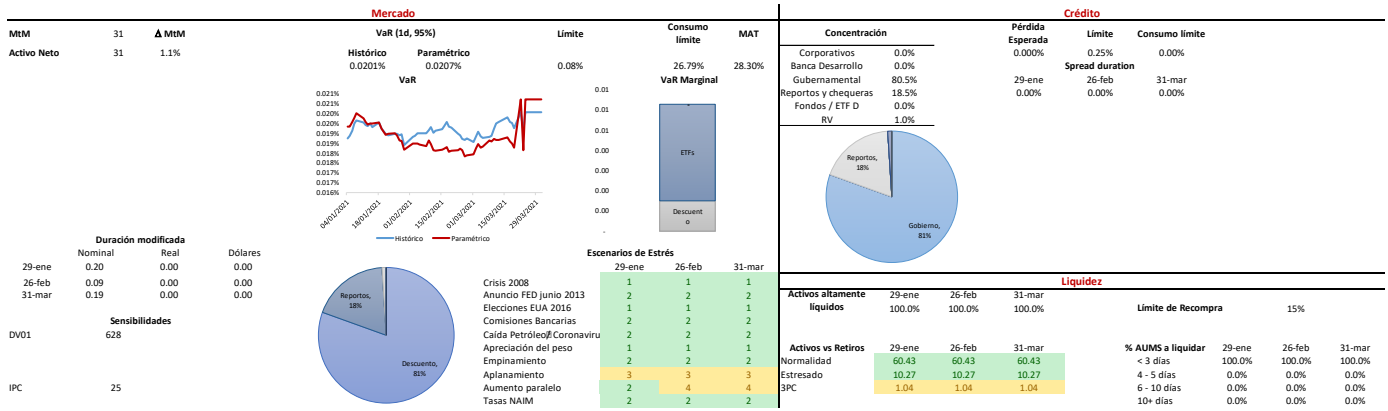 Mercado
MtM 31 Δ MtM
Activo Neto 31 1.1%
VaR (1d, 95%) Límite Consumo límite MAT
Histórico Paramétrico
0.0201% 0.0207% 0.08% 26.79% 28.30%
VaR
0.021%
0.021%
0.020%
0.020%
0.019%
0.019%
0.018%
0.018%
0.017%
0.017%
0.016%
04/01/2021 18/01/2021 01/02/2021 15/02/2021 01/03/2021 15/03/2021 29/03/2021
Histórico Paramétrico
VaR Marginal
0.01
0.01
0.01
0.00
0.00
0.00
0.00
-
ETFs
Descuent
o
Duración modificada
Nominal Real Dólares
29-ene 0.20 0.00 0.00
26-feb 0.09 0.00 0.00
31-mar 0.19 0.00 0.00
Sensibilidades
DV01 628
IPC 25
Reportos,
18%
Descuento,
81%
Escenarios de Estrés
29-ene 26-feb 31-mar
Crisis 2008 1 1 1
Anuncio FED junio 2013 2 2 2
Elecciones EUA 2016 1 1 1
Comisiones Bancarias 2 2 2
Caída Petróleo/ Coronaviru 2 2 2
Apreciación del peso 1 1 1
Empinamiento 2 2 2
Aplanamiento 3 3 3
Aumento paralelo 2 4 4
Tasas NAIM 2 2 2
Crédito
Concentración
Corporativos 0.0%
Banca Desarrollo 0.0%
Gubernamental 80.5%
Reportos y chequeras 18.5%
Fondos / ETF D 0.0%
RV 1.0%
Pérdida Esperada Límite Consumo límite
0.000% 0.25% 0.00%
Spread duration
29-ene 26-feb 31-mar
0.00% 0.00% 0.00%
Reportos,
18%
Gobierno,
81%
Liquidez
Activos altamente líquidos 29-ene 26-feb 31-mar
100.0% 100.0% 100.0%
Límite de Recompra 15%
Activos vs Retiros 29-ene 26-feb 31-mar
Normalidad 60.43 60.43 60.43
Estresado 10.27 10.27 10.27
3PC 1.04 1.04 1.04
% AUMS a liquidar 29-ene 26-feb 31-mar
< 3 días 100.0% 100.0% 100.0%
4 - 5 días 0.0% 0.0% 0.0%
6 - 10 días 0.0% 0.0% 0.0%
10+ días 0.0% 0.0% 0.0%